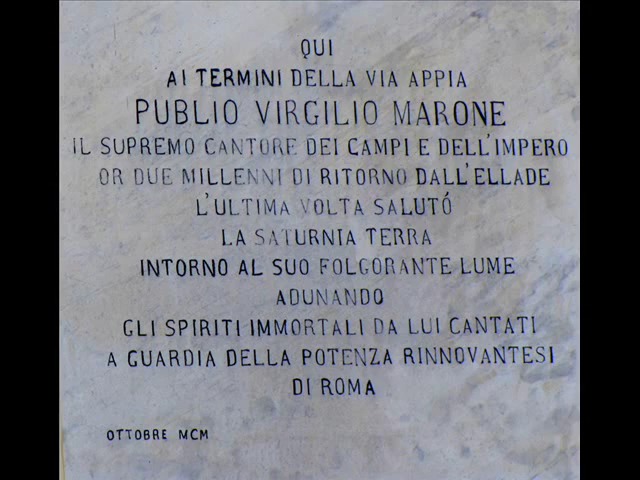 QUI
AI TERMINI DELLA VIA APPIA
PUBLIO VIRGILIO MARONE
IL SUPREMO CANTORE DEI CAMPI E DELL'IMPERO
OR DUE MILLENNI DI RITORNO DALL'ELLADE
L'ULTIMA VOLTA SALUTÓ
LA SATURNIA TERRA
INTORNO AL SUO FOLGORANTE LUME
ADUNANDO
GLI SPIRITI IMMORTALI DA LUI CANTATI
A GUARDIA DELLA POTENZA RINNOVANTESI
DI ROMA
OTTOBRE MCM